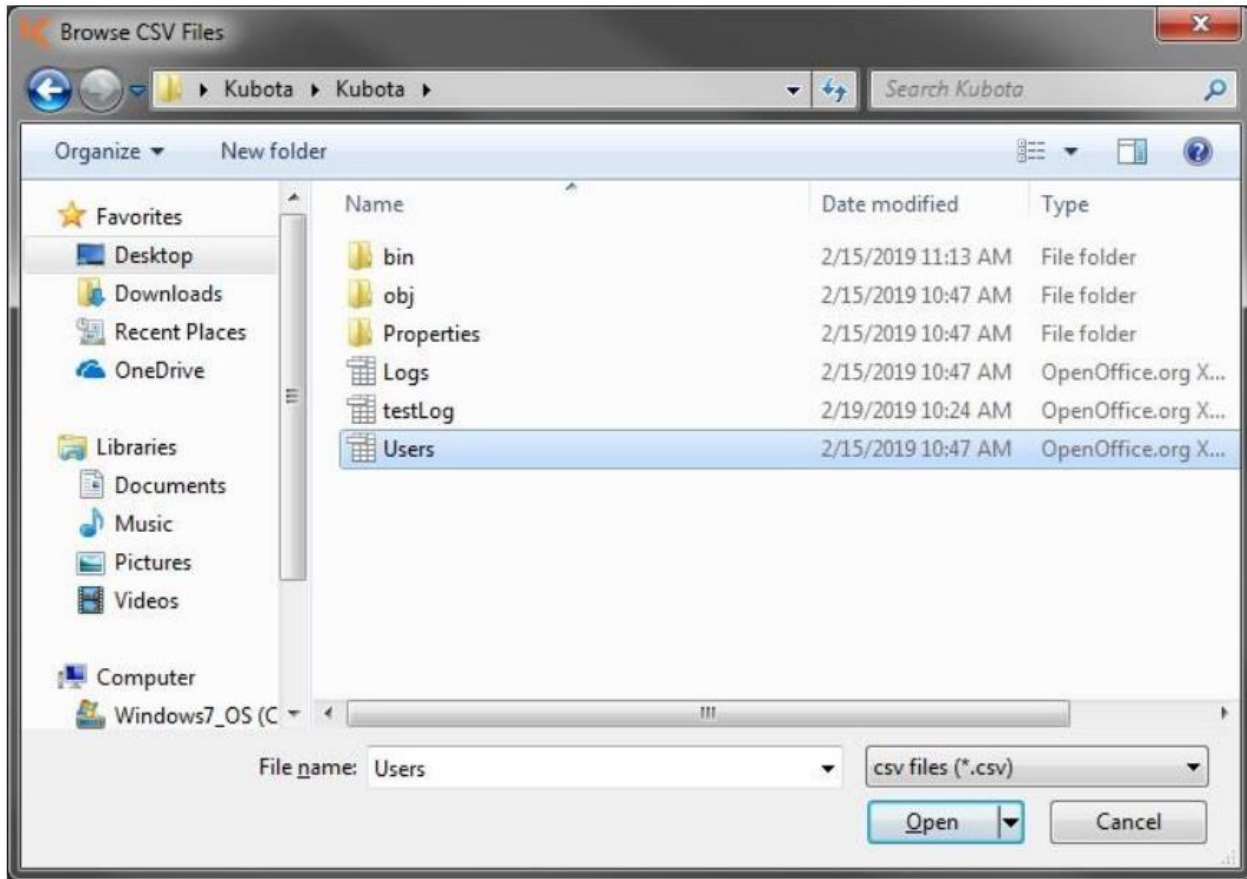 Browse CSV Files
Kubota Kubota
Search Kubota
Organize New folder
Name Date modified Type
Favorites
Desktop
Downloads
Recent Places
OneDrive
Libraries
Documents
Music
Pictures
Videos
Computer
Windows7_OS (C
bin 2/15/2019 11:13 AM File folder
obj 2/15/2019 10:47 AM File folder
Properties 2/15/2019 10:47 AM File folder
Logs 2/15/2019 10:47 AM OpenOffice.org X...
testLog 2/19/2019 10:24 AM OpenOffice.org X...
Users 2/15/2019 10:47 AM OpenOffice.org X...
File name: Users csv files (*.csv)
Open Cancel